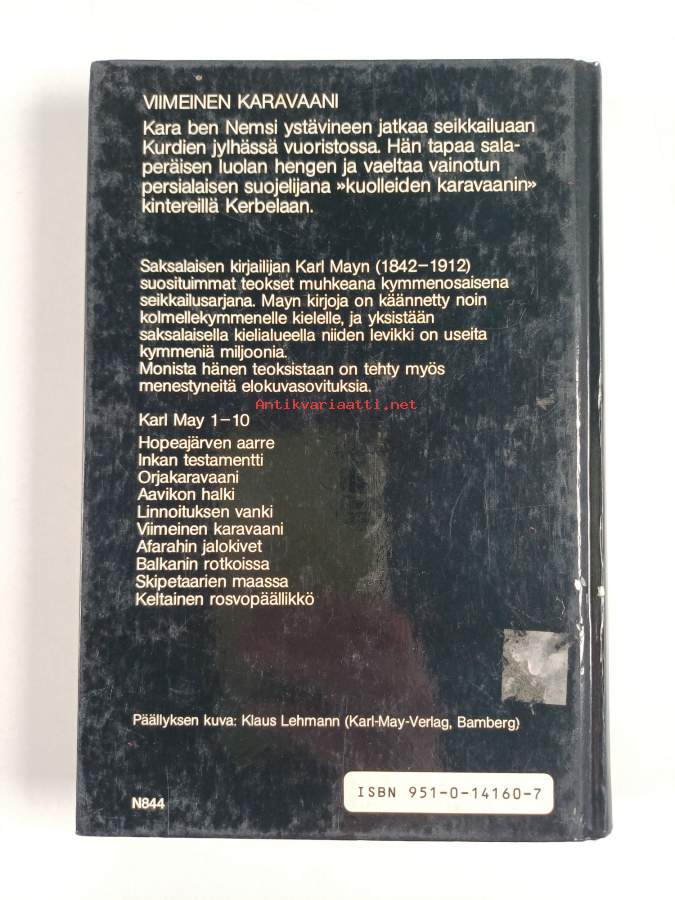 VIIMEINEN KARAVAANI
Kara ben Nemsi ystävineen jatkaa seikkailuaan
Kurdien jylhässä vuoristossa. Hän tapaa sala-
peräisen luolan hengen ja vaeltaa vainotun
persialaisen suojelijana »kuolleiden karavaanin»
kintereillä Kerbelaan.
Saksalaisen kirjailijan Karl Mayn (1842–1912)
suosituimmat teokset muhkeana kymmenosaisena
seikkailusarjana. Mayn kirjoja on käännetty noin
kolmellekymmenelle kielelle, ja yksistään
saksalaisella kielialueella niiden levikki on useita
kymmeniä miljoonia.
Monista hänen teoksistaan on tehty myös
menestyneitä elokuvasovituksia.
Antikvariaatti.net
Karl May 1–10
Hopeajärven aarre
Inkan testamentti
Orjakaravaani
Aavikon halki
Linnoituksen vanki
Viimeinen karavaani
Afarahin jalokivet
Balkanin rotkoissa
Skipetaarien maassa
Keltainen rosvopäällikkö
Päällyksen kuva: Klaus Lehmann (Karl-May-Verlag, Bamberg)
ISBN 951-0-14160-7
N844